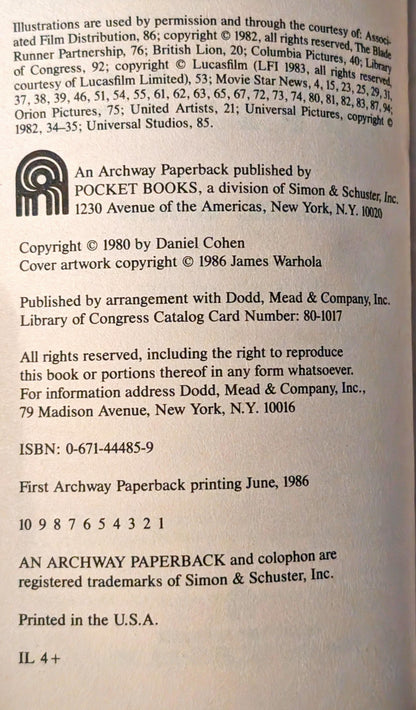 Illustrations are used by permission and through the courtesy of: Associ-
ated Film Distribution, 86; copyright © 1982, all rights reserved, The Blade
Runner Partnership, 76; British Lion, 20; Columbia Pictures, 40; Library
of Congress, 92; copyright © Lucasfilm (LFI 1983, all rights reserved,
courtesy of Lucasfilm Limited), 53; Movie Star News, 4, 15, 23, 25, 29, 31,
37, 38, 39, 46, 51, 54, 55, 61, 62, 63, 65, 67, 72, 73, 74, 80, 81, 82, 83, 87, 94;
Orion Pictures, 75; United Artists, 21; Universal Pictures, copyright ©
1982, 34–35; Universal Studios, 85.
An Archway Paperback published by
POCKET BOOKS, a division of Simon & Schuster, Inc.
1230 Avenue of the Americas, New York, N.Y. 10020
Copyright © 1980 by Daniel Cohen
Cover artwork copyright © 1986 James Warhola
Published by arrangement with Dodd, Mead & Company, Inc.
Library of Congress Catalog Card Number: 80-1017
All rights reserved, including the right to reproduce
this book or portions thereof in any form whatsoever.
For information address Dodd, Mead & Company, Inc.,
79 Madison Avenue, New York, N.Y. 10016
ISBN: 0-671-44485-9
First Archway Paperback printing June, 1986
10 9 8 7 6 5 4 3 2 1
AN ARCHWAY PAPERBACK and colophon are
registered trademarks of Simon & Schuster, Inc.
Printed in the U.S.A.
IL 4+